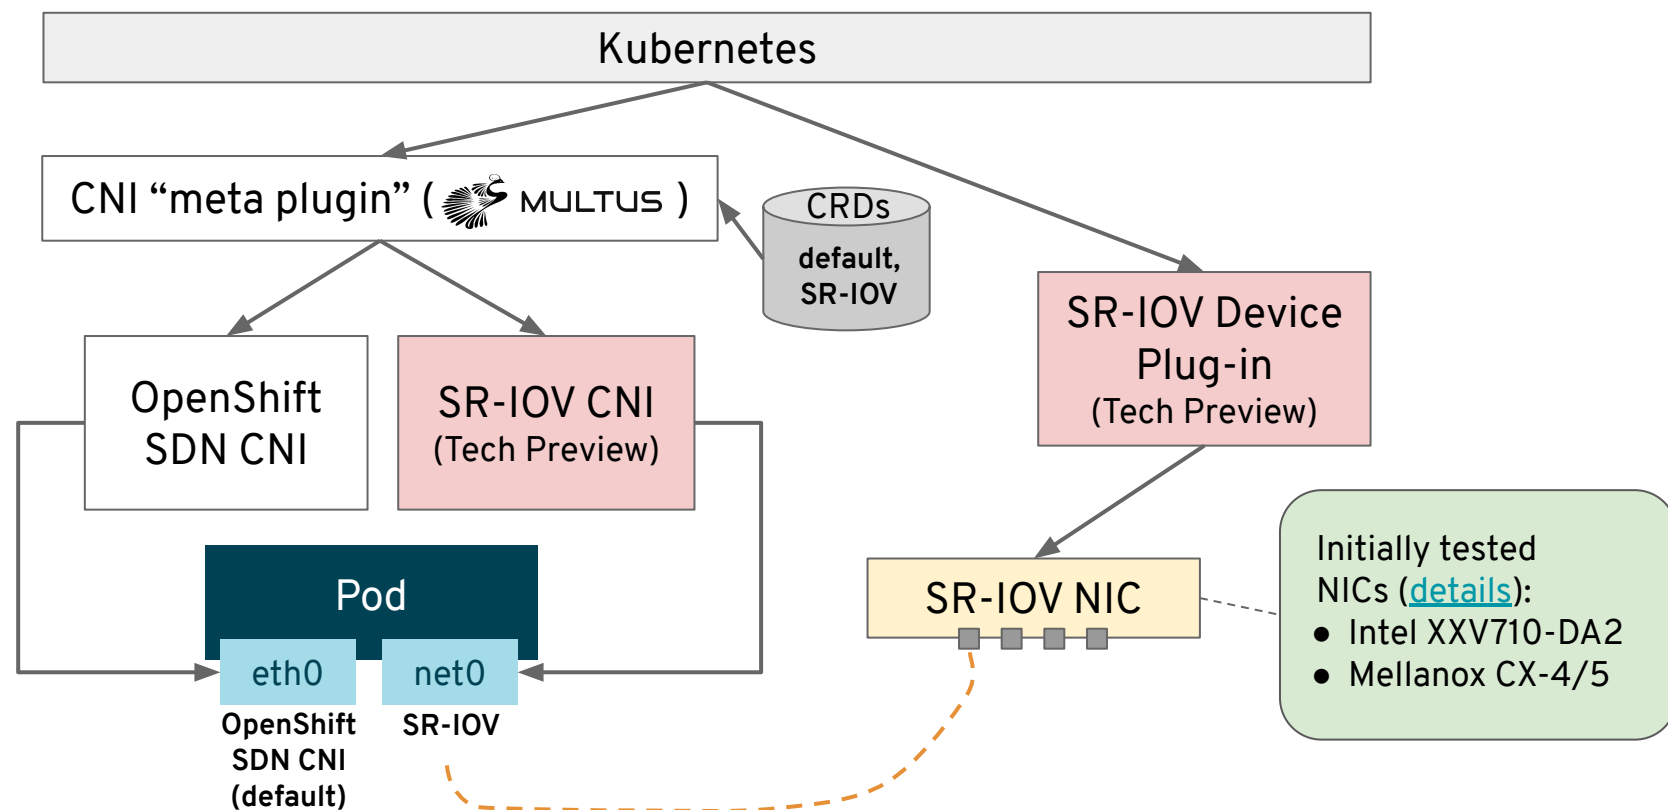 Kubernetes
CNI “meta plugin” ( MULTUS )
CRDs
default,
SR-IOV
OpenShift
SDN CNI
SR-IOV CNI
(Tech Preview)
SR-IOV Device
Plug-in
(Tech Preview)
Pod
eth0
net0
OpenShift
SDN CNI
(default)
SR-IOV
SR-IOV NIC
Initially tested
NICs (details):
● Intel XXV710-DA2
● Mellanox CX-4/5